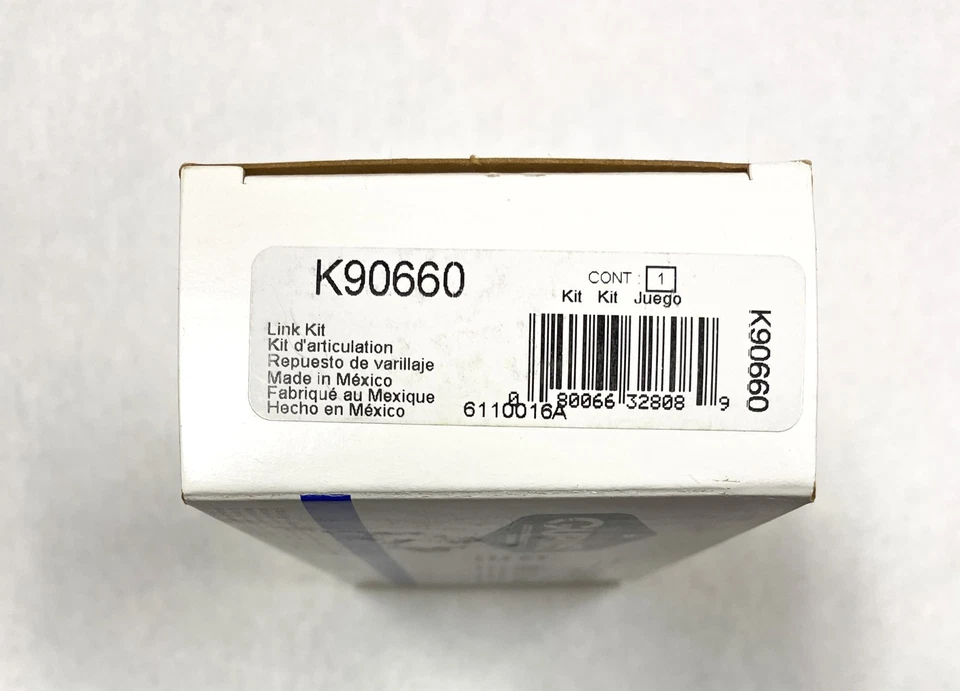 K90660
CONT : 1
Kit Kit Juego
Link Kit
Kit d'articulation
Repuesto de varillaje
Made in México
Fabriqué au Mexique
Hecho en México
0 80066 32808 9
6110016A
K90660